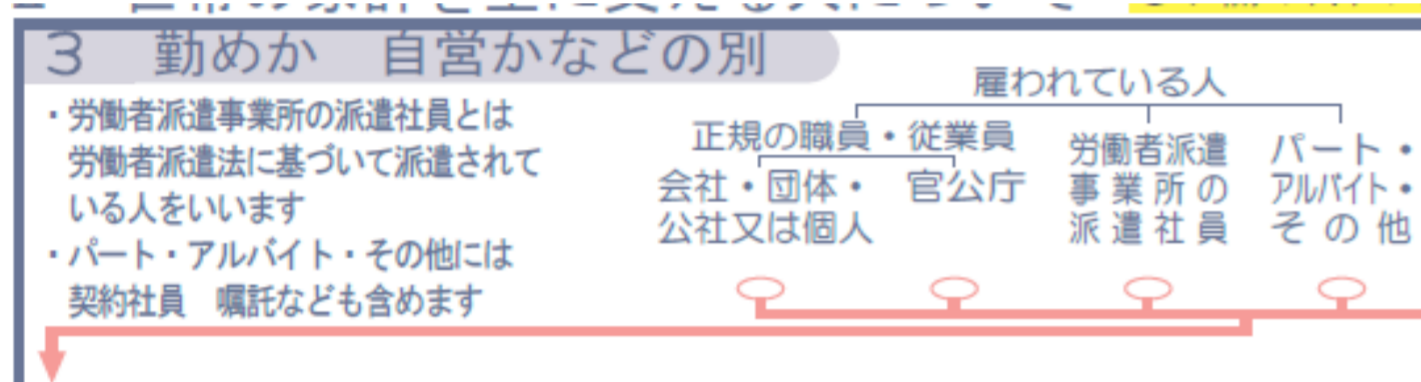 3　勤めか　自営かなどの別
・労働者派遣事業所の派遣社員とは
労働者派遣法に基づいて派遣されて
いる人をいいます
・パート・アルバイト・その他には
契約社員　嘱託なども含めます
雇われている人
正規の職員・従業員
会社・団体・
公社又は個人
官公庁
労働者派遣
事業所の
派遣社員
パート・
アルバイト・
その他